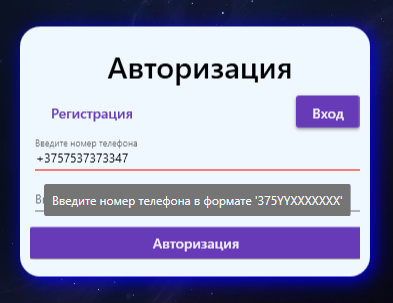 Авторизация
Регистрация
Вход
Введите номер телефона
+3757537373347
Введите номер телефона в формате '375YYXXXXXXX'
Авторизация